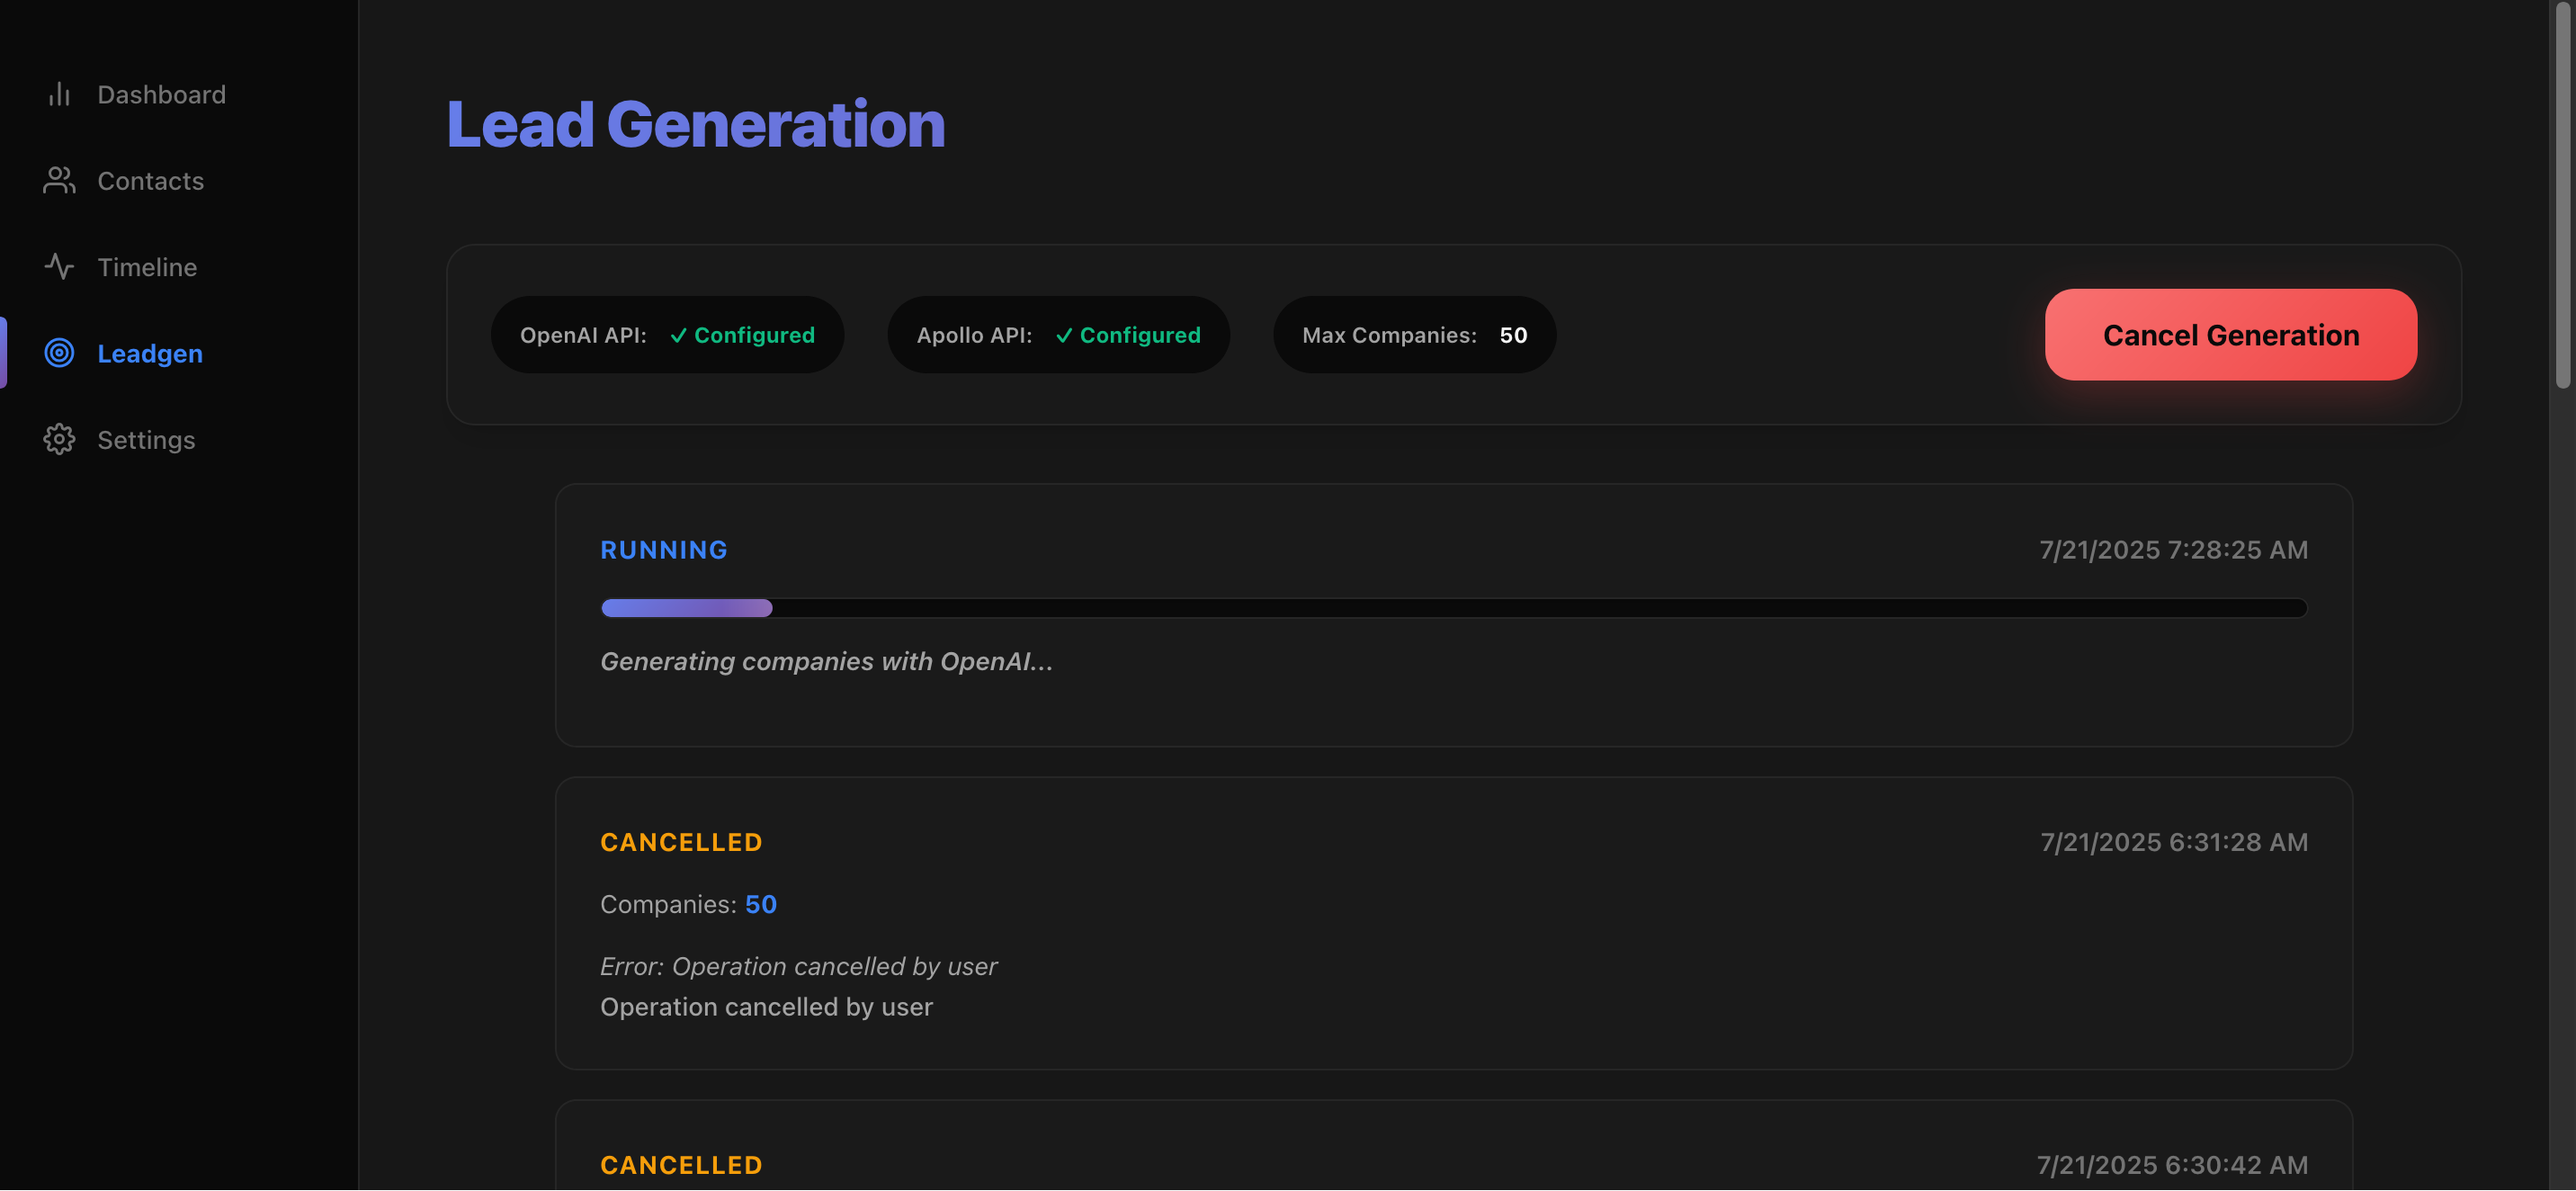 Dashboard
Contacts
Timeline
Leadgen
Settings
Lead Generation
OpenAI API: ✓ Configured
Apollo API: ✓ Configured
Max Companies: 50
Cancel Generation
RUNNING
7/21/2025 7:28:25 AM
Generating companies with OpenAI...
CANCELLED
7/21/2025 6:31:28 AM
Companies: 50
Error: Operation cancelled by user
Operation cancelled by user
CANCELLED
7/21/2025 6:30:42 AM